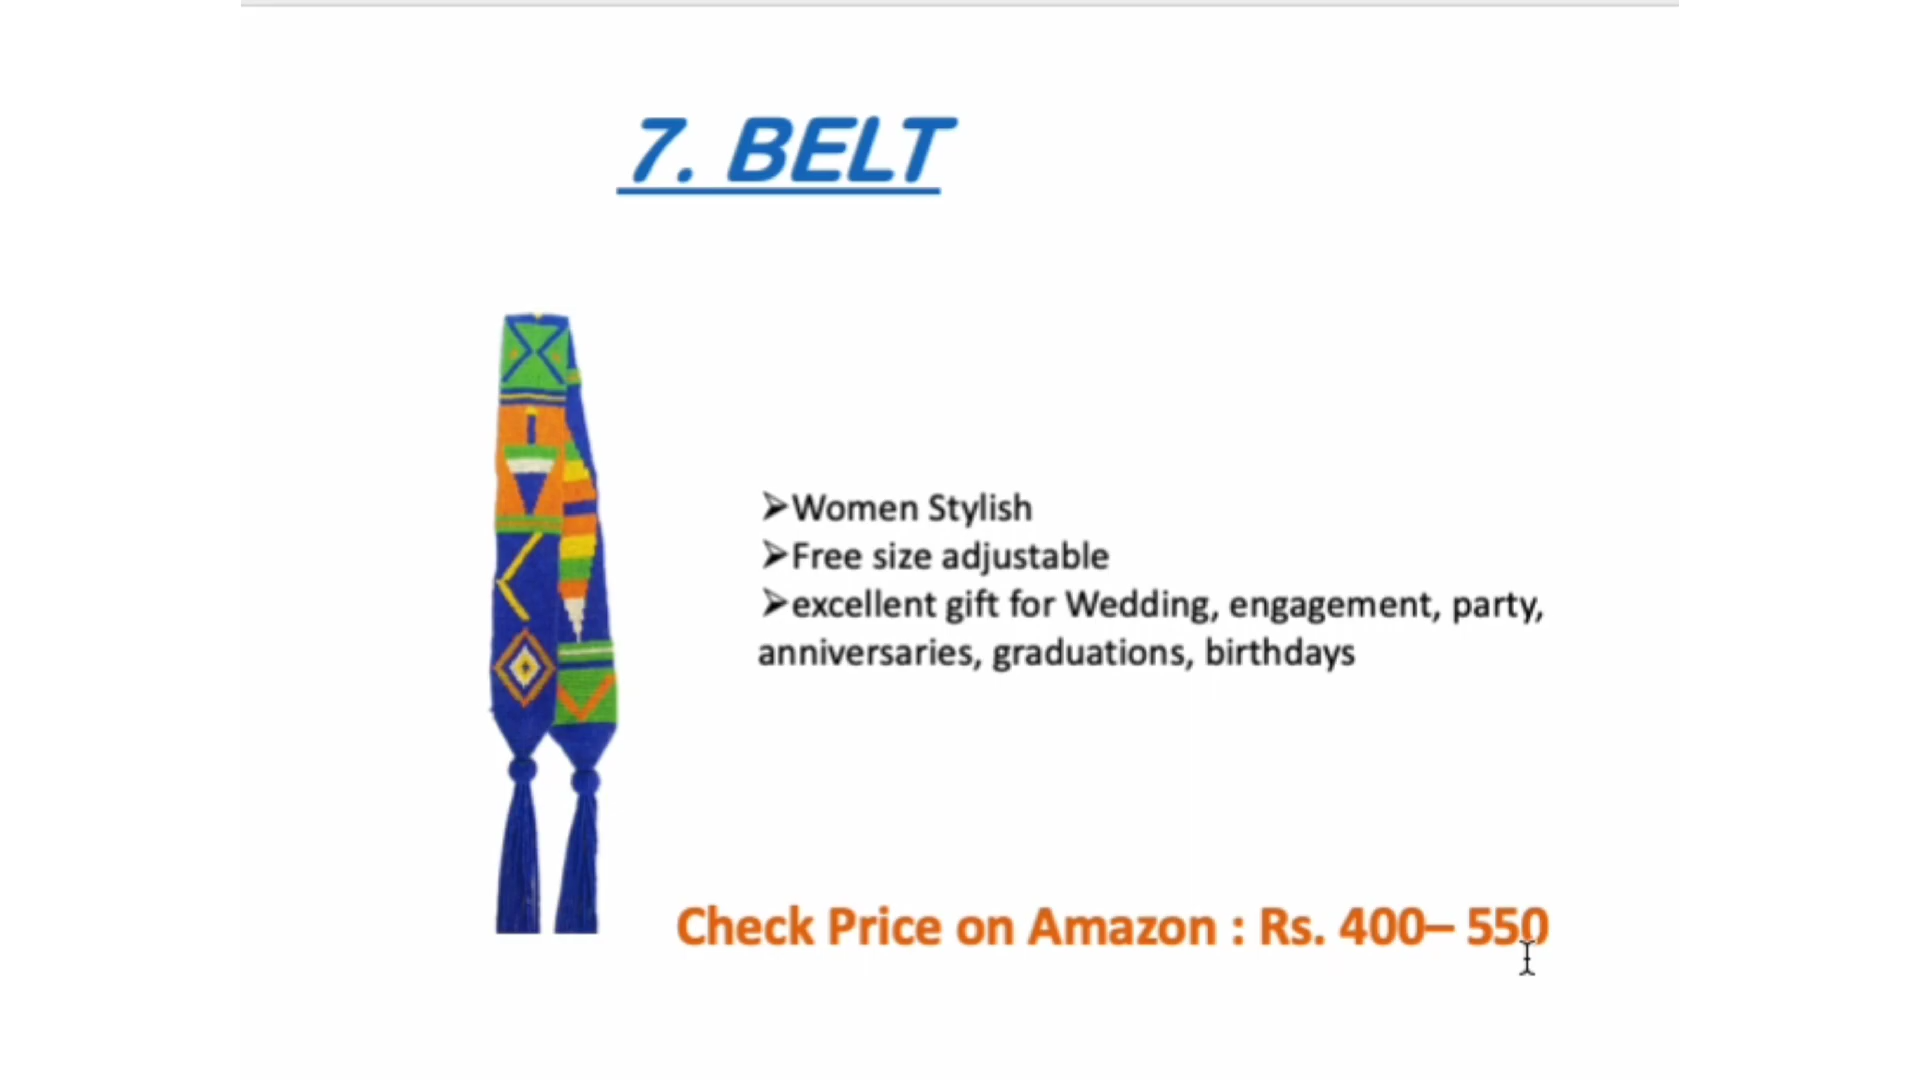 7. BELT
➢Women Stylish
➢Free size adjustable
➢excellent gift for Wedding, engagement, party,
anniversaries, graduations, birthdays
Check Price on Amazon : Rs. 400– 550